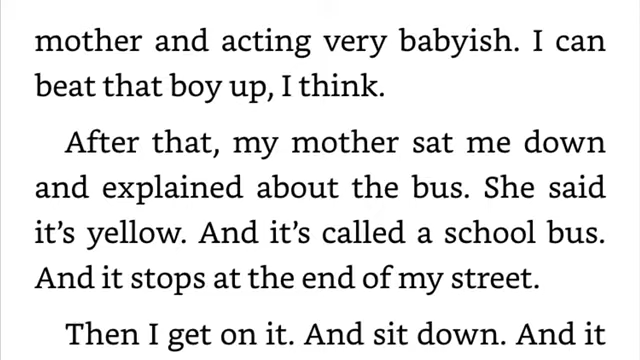 mother and acting very babyish. I can
beat that boy up, I think.
After that, my mother sat me down
and explained about the bus. She said
it’s yellow. And it’s called a school bus.
And it stops at the end of my street.
Then I get on it. And sit down. And it